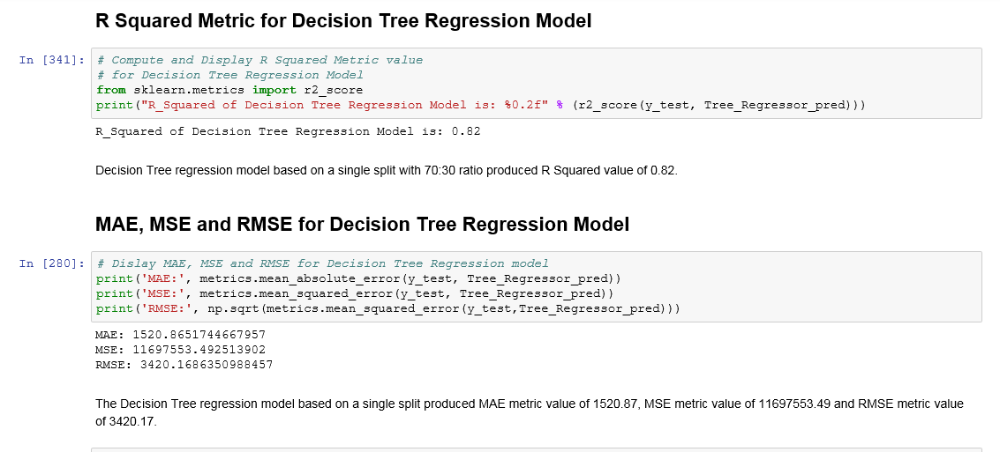 R Squared Metric for Decision Tree Regression Model
In [341]: # Compute and Display R Squared Metric value
# for Decision Tree Regression Model
from sklearn.metrics import r2_score
print("R_Squared of Decision Tree Regression Model is: %0.2f" % (r2_score(y_test, Tree_Regressor_pred)))
R_Squared of Decision Tree Regression Model is: 0.82
Decision Tree regression model based on a single split with 70:30 ratio produced R Squared value of 0.82.
MAE, MSE and RMSE for Decision Tree Regression Model
In [280]: # Dislay MAE, MSE and RMSE for Decision Tree Regression model
print('MAE:', metrics.mean_absolute_error(y_test, Tree_Regressor_pred))
print('MSE:', metrics.mean_squared_error(y_test, Tree_Regressor_pred))
print('RMSE:', np.sqrt(metrics.mean_squared_error(y_test,Tree_Regressor_pred)))
MAE: 1520.8651744667957
MSE: 11697553.492513902
RMSE: 3420.1686350988457
The Decision Tree regression model based on a single split produced MAE metric value of 1520.87, MSE metric value of 11697553.49 and RMSE metric value
of 3420.17.